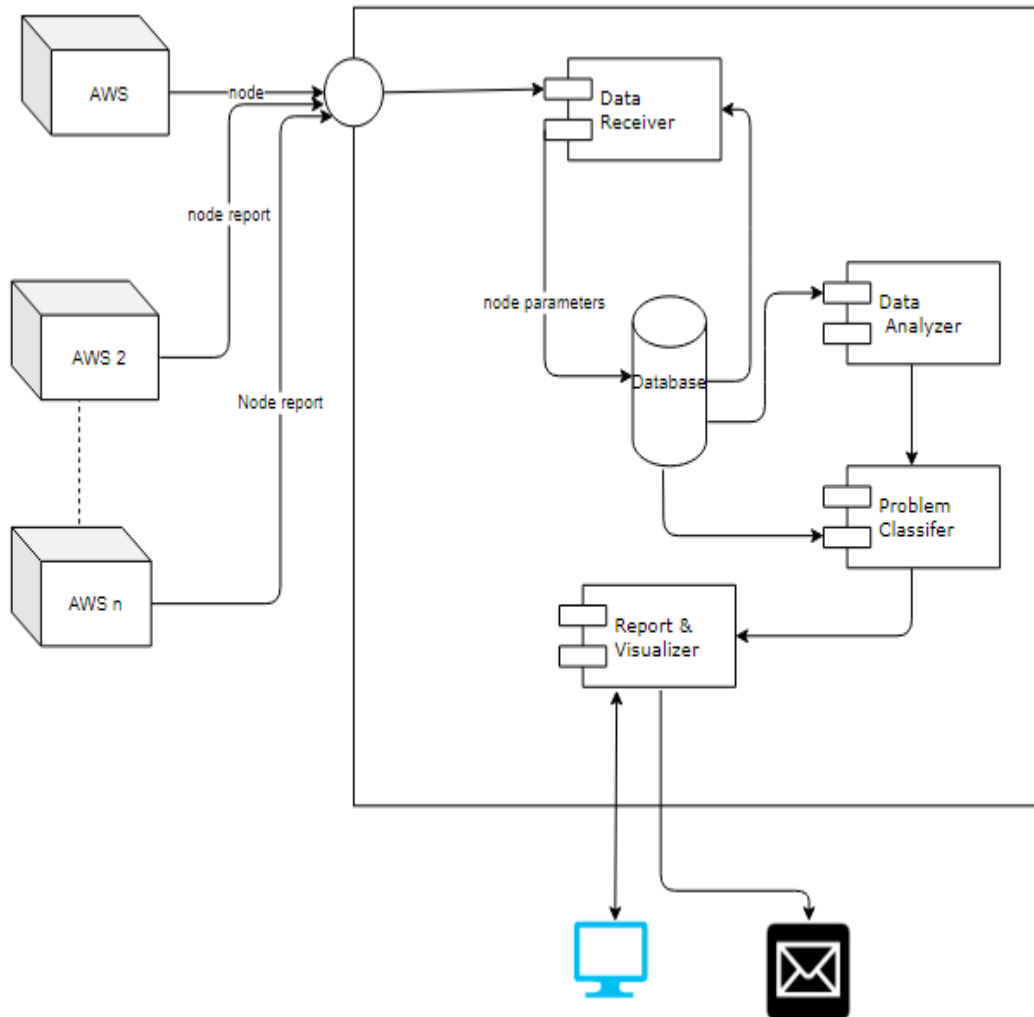 AWS
node
Data
Receiver
node report
node parameters
Data
Analyzer
AWS 2
Database
Node report
Problem
Classifer
AWS n
Report &
Visualizer